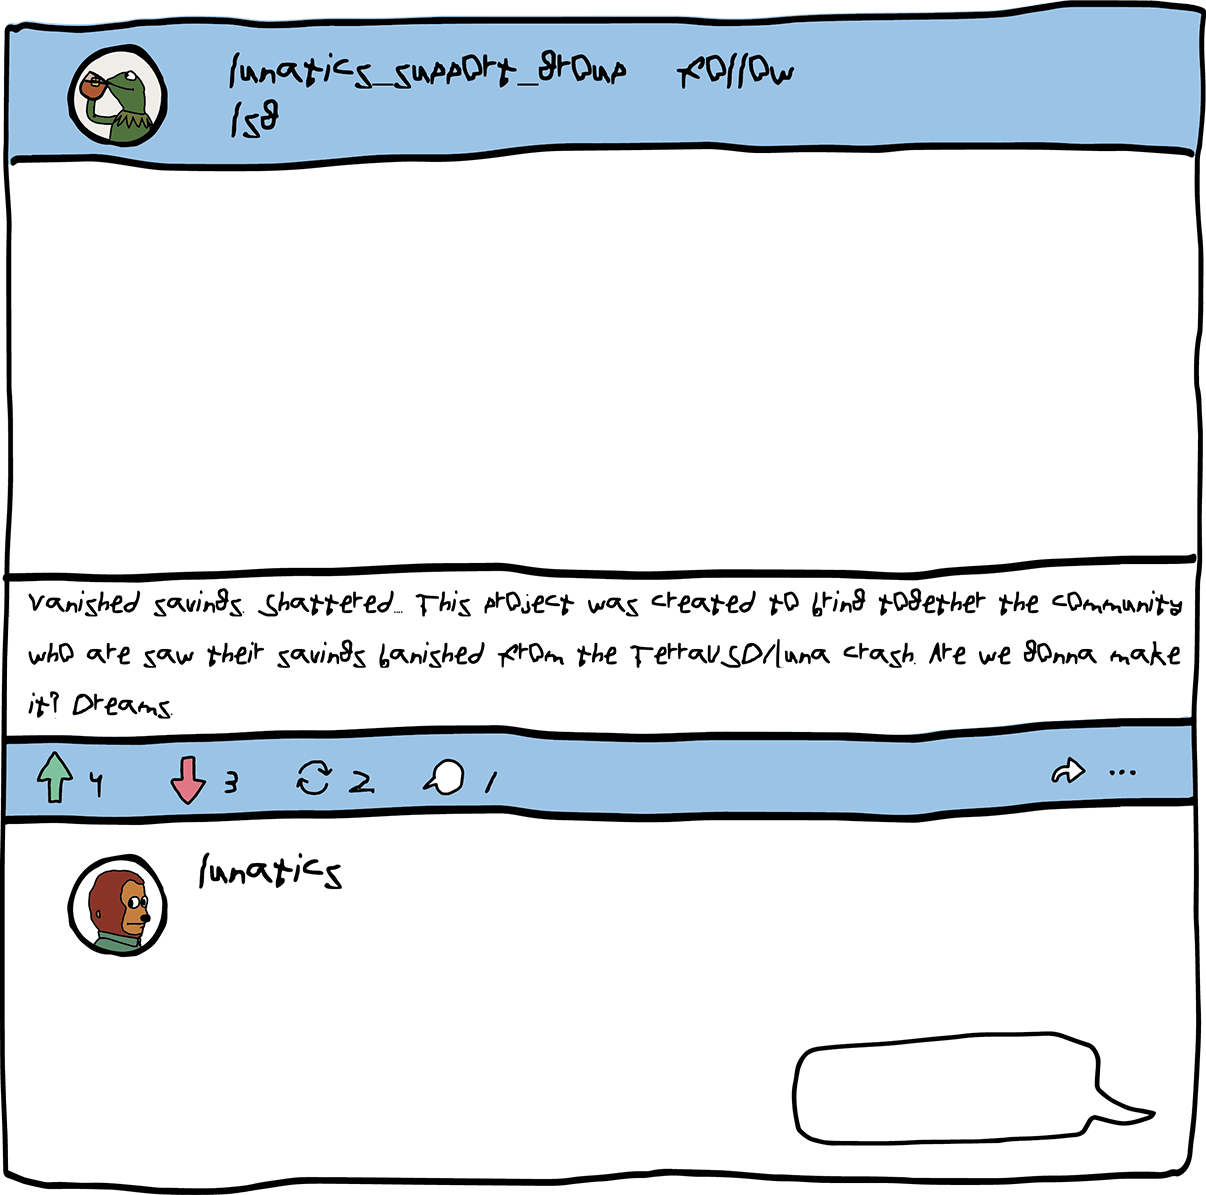 lunatics_support_group follow
lsg
Vanished savings. Shattered... This project was created to bring together the community
who are saw their savings banished from the TerraUSD/luna crash. Are we gonna make
it? Dreams.
4 3 2 1 ...
lunatics